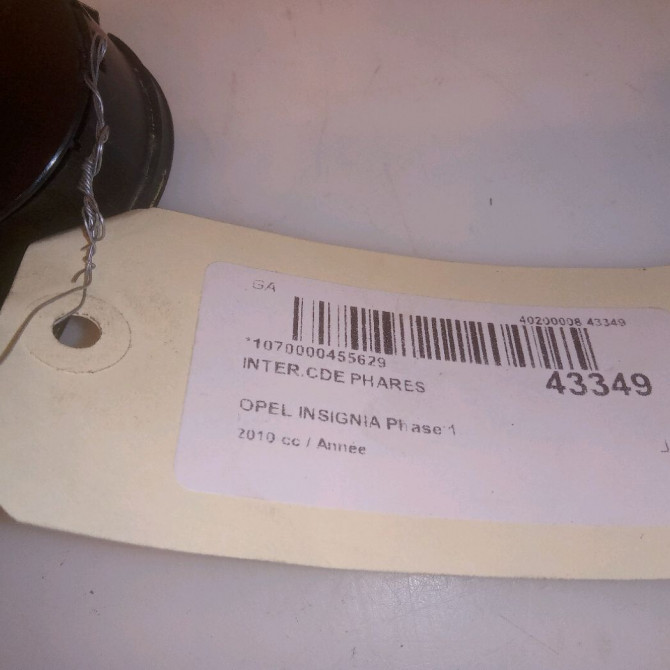 GA
40200008 43349
*1070000455629
INTER.CDE PHARES
43349
OPEL INSIGNIA Phase 1
2010 cc / Année